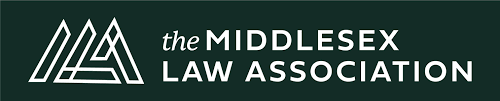 the MIDDLESEX
LAW ASSOCIATION